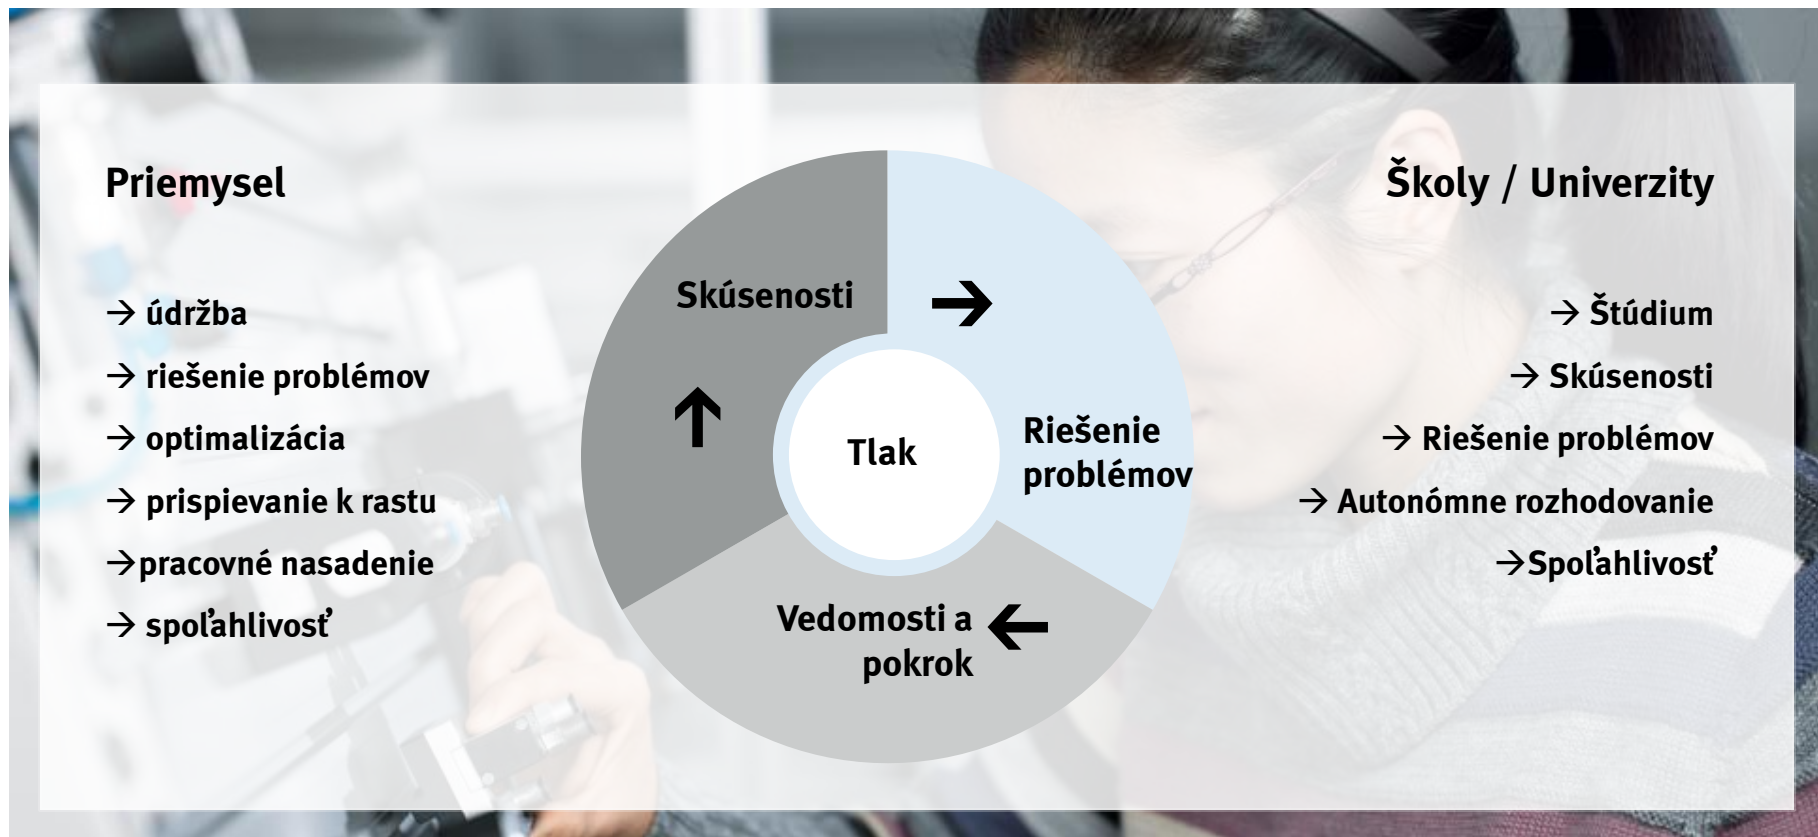 Priemysel
→ údržba
→ riešenie problémov
→ optimalizácia
→ prispievanie k rastu
→pracovné nasadenie
→ spoľahlivosť
Skúsenosti
Tlak
Riešenie
problémov
Vedomosti a
pokrok
Školy / Univerzity
→ Štúdium
→ Skúsenosti
→ Riešenie problémov
→ Autonómne rozhodovanie
→Spoľahlivosť